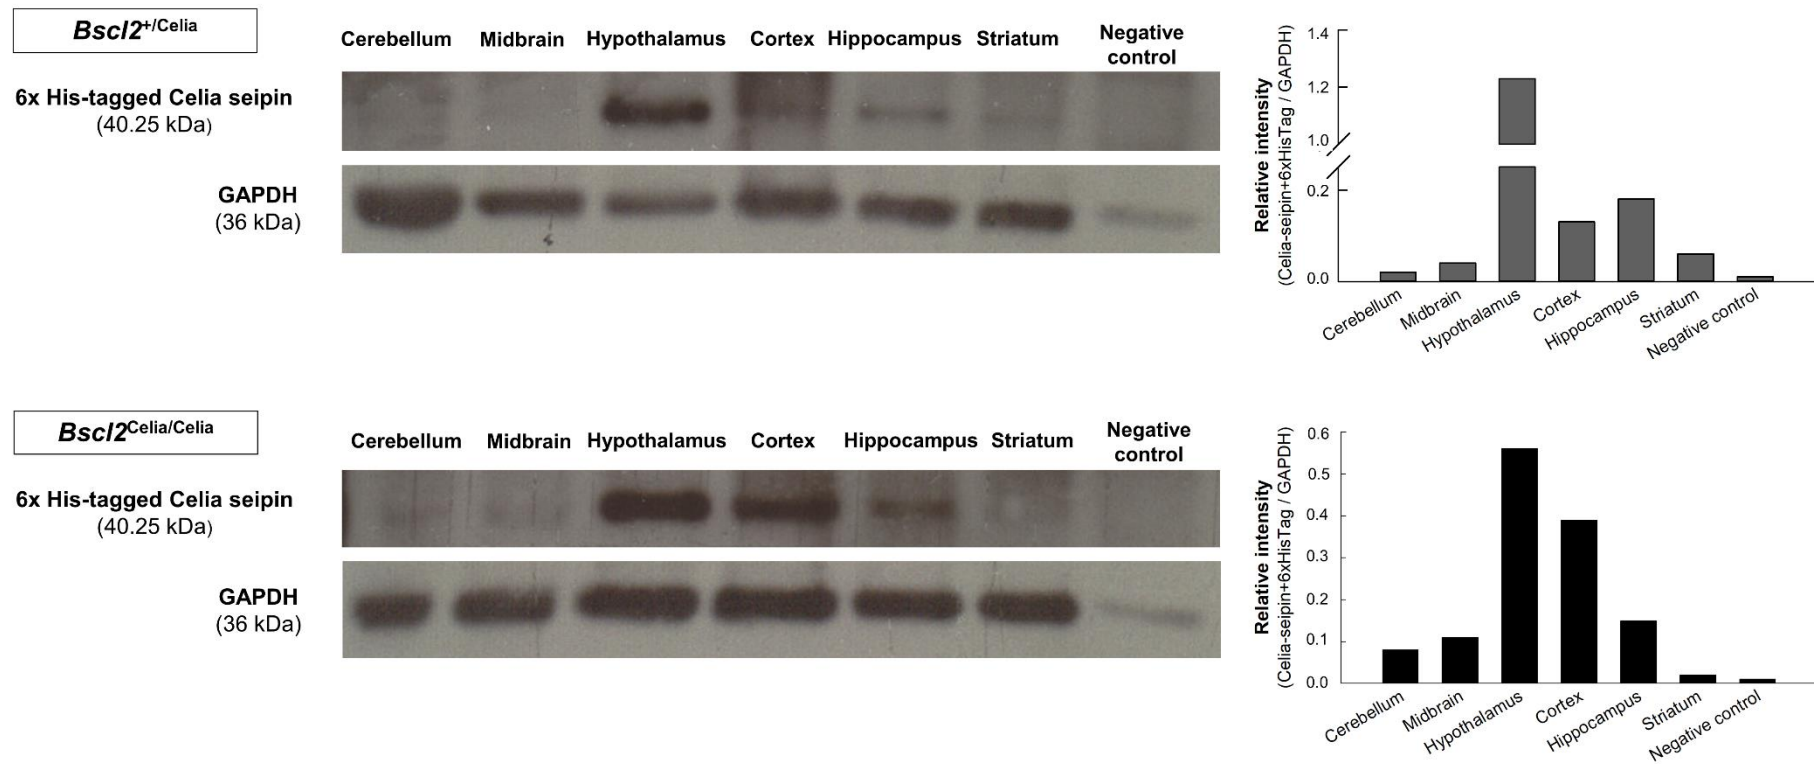 Bscl2+/Celia
Cerebellum Midbrain Hypothalamus Cortex Hippocampus Striatum Negative control
6x His-tagged Celia seipin
(40.25 kDa)
GAPDH
(36 kDa)
Relative intensity
(Celia-seipin+6xHisTag / GAPDH)
1.4
1.2
1.0
0.2
0.0
Cerebellum
Midbrain
Hypothalamus
Cortex
Hippocampus
Striatum
Negative control
Bscl2Celia/Celia
Cerebellum Midbrain Hypothalamus Cortex Hippocampus Striatum Negative control
6x His-tagged Celia seipin
(40.25 kDa)
GAPDH
(36 kDa)
Relative intensity
(Celia-seipin+6xHisTag / GAPDH)
0.6
0.5
0.4
0.3
0.2
0.1
0.0
Cerebellum
Midbrain
Hypothalamus
Cortex
Hippocampus
Striatum
Negative control